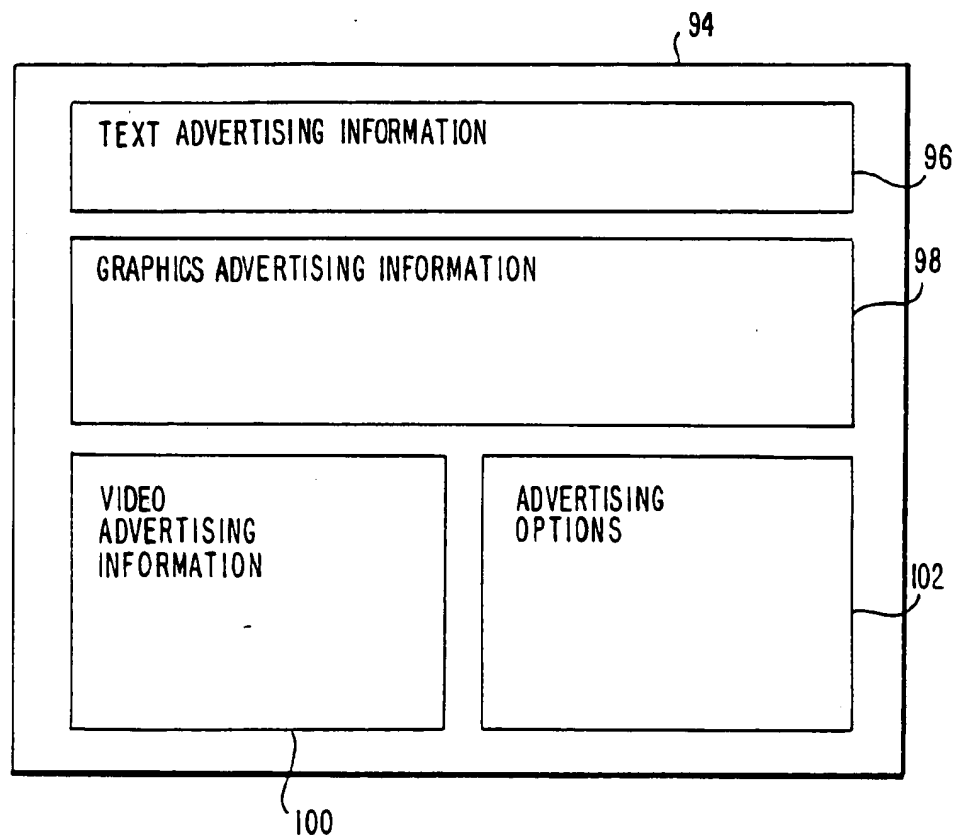 94
TEXT ADVERTISING INFORMATION
96
GRAPHICS ADVERTISING INFORMATION
98
VIDEO
ADVERTISING
INFORMATION
ADVERTISING
OPTIONS
102
100